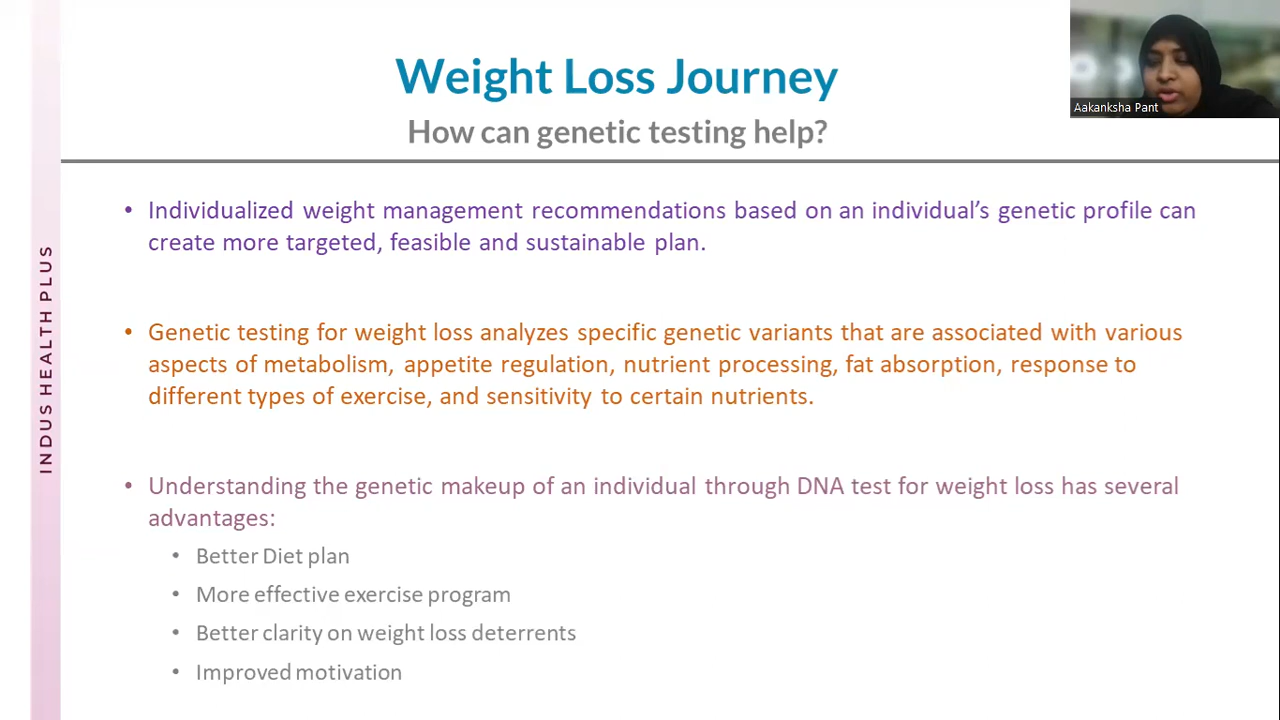 Weight Loss Journey
How can genetic testing help?
Aakanksha Pant
INDUS HEALTH PLUS
• Individualized weight management recommendations based on an individual's genetic profile can
create more targeted, feasible and sustainable plan.
• Genetic testing for weight loss analyzes specific genetic variants that are associated with various
aspects of metabolism, appetite regulation, nutrient processing, fat absorption, response to
different types of exercise, and sensitivity to certain nutrients.
• Understanding the genetic makeup of an individual through DNA test for weight loss has several
advantages:
• Better Diet plan
• More effective exercise program
• Better clarity on weight loss deterrents
• Improved motivation